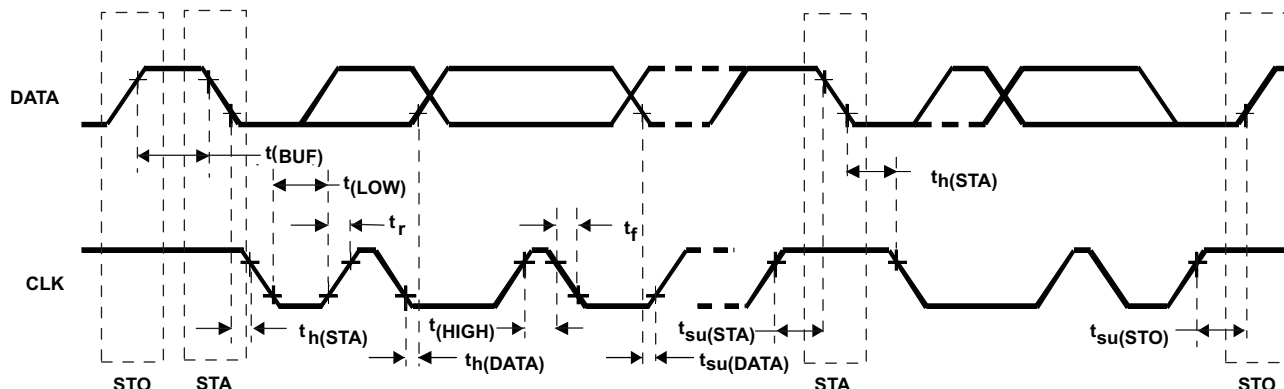 DATA
t(BUF)
t(LOW)
th(STA)
tr
tf
CLK
th(STA)
t(HIGH)
tsu(STA)
tsu(STO)
th(DATA)
tsu(DATA)
STO
STA
STA
STO